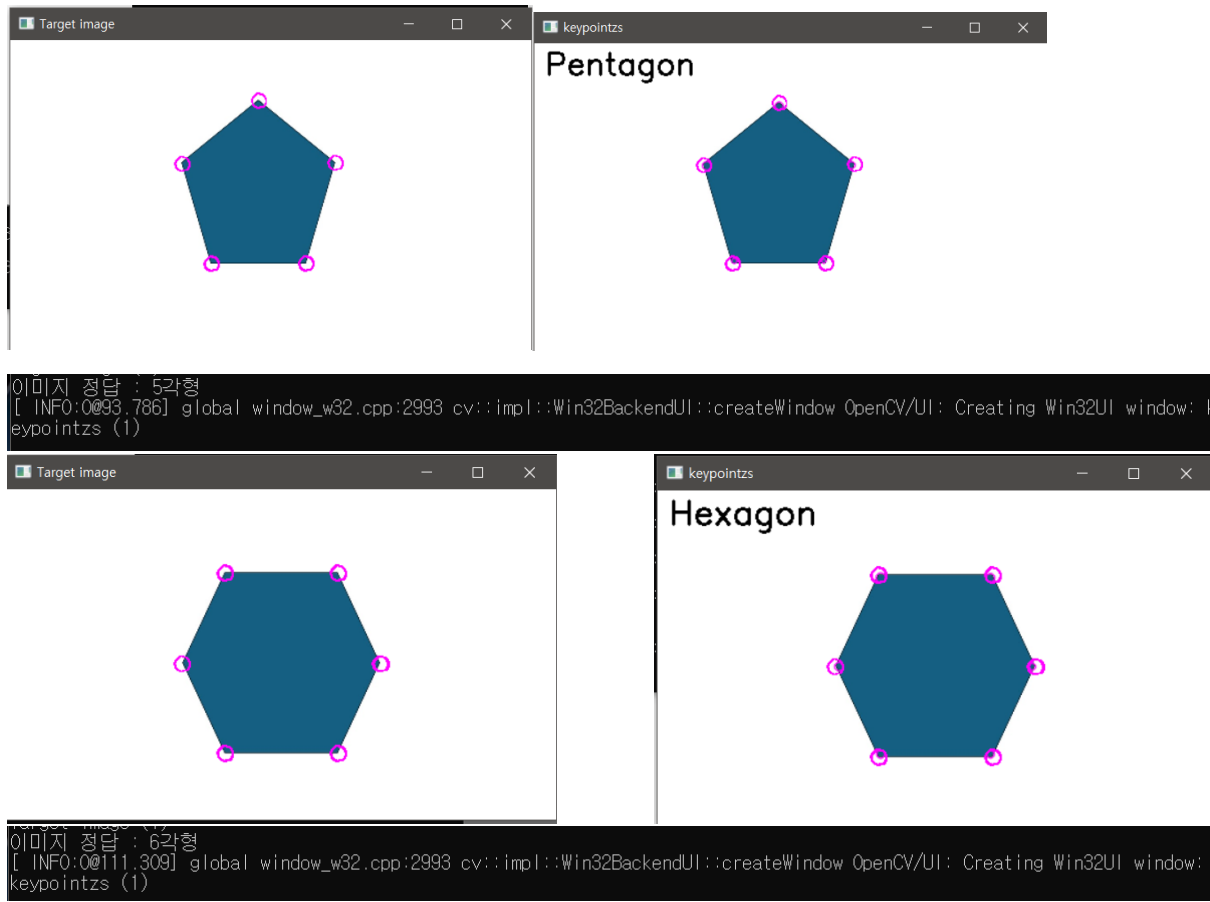 Target image
keypointzs
Pentagon
이미지 정답 : 5각형
[ INFO:0@93.786] global window_w32.cpp:2993 cv::impl::Win32BackendUI::createWindow OpenCV/UI: Creating Win32UI window:
eypointzs (1)
Target image
keypointzs
Hexagon
이미지 정답 : 6각형
[ INFO:0@111.309] global window_w32.cpp:2993 cv::impl::Win32BackendUI::createWindow OpenCV/UI: Creating Win32UI window:
keypointzs (1)